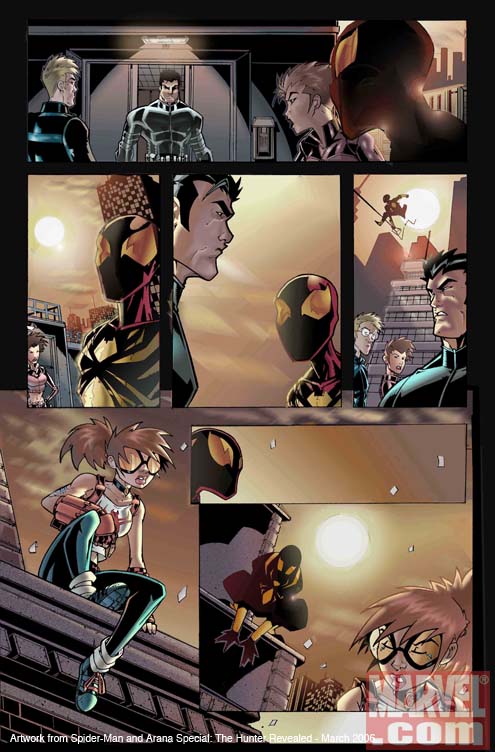 MARVEL
.com
Artwork from Spider-Man and Arana Special: The Hunter Revealed - March 2006